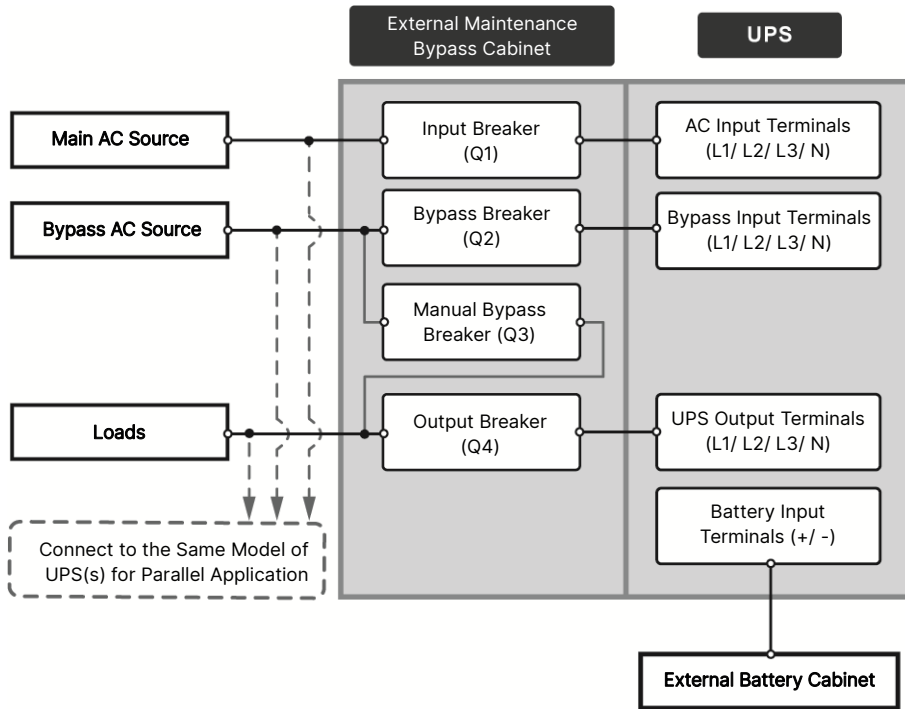 External Maintenance
Bypass Cabinet
UPS
Main AC Source
Input Breaker
(Q1)
AC Input Terminals
(L1/ L2/ L3/ N)
Bypass AC Source
Bypass Breaker
(Q2)
Bypass Input Terminals
(L1/ L2/ L3/ N)
Manual Bypass
Breaker (Q3)
Loads
Output Breaker
(Q4)
UPS Output Terminals
(L1/ L2/ L3/ N)
Battery Input
Terminals (+/ -)
Connect to the Same Model of
UPS(s) for Parallel Application
External Battery Cabinet